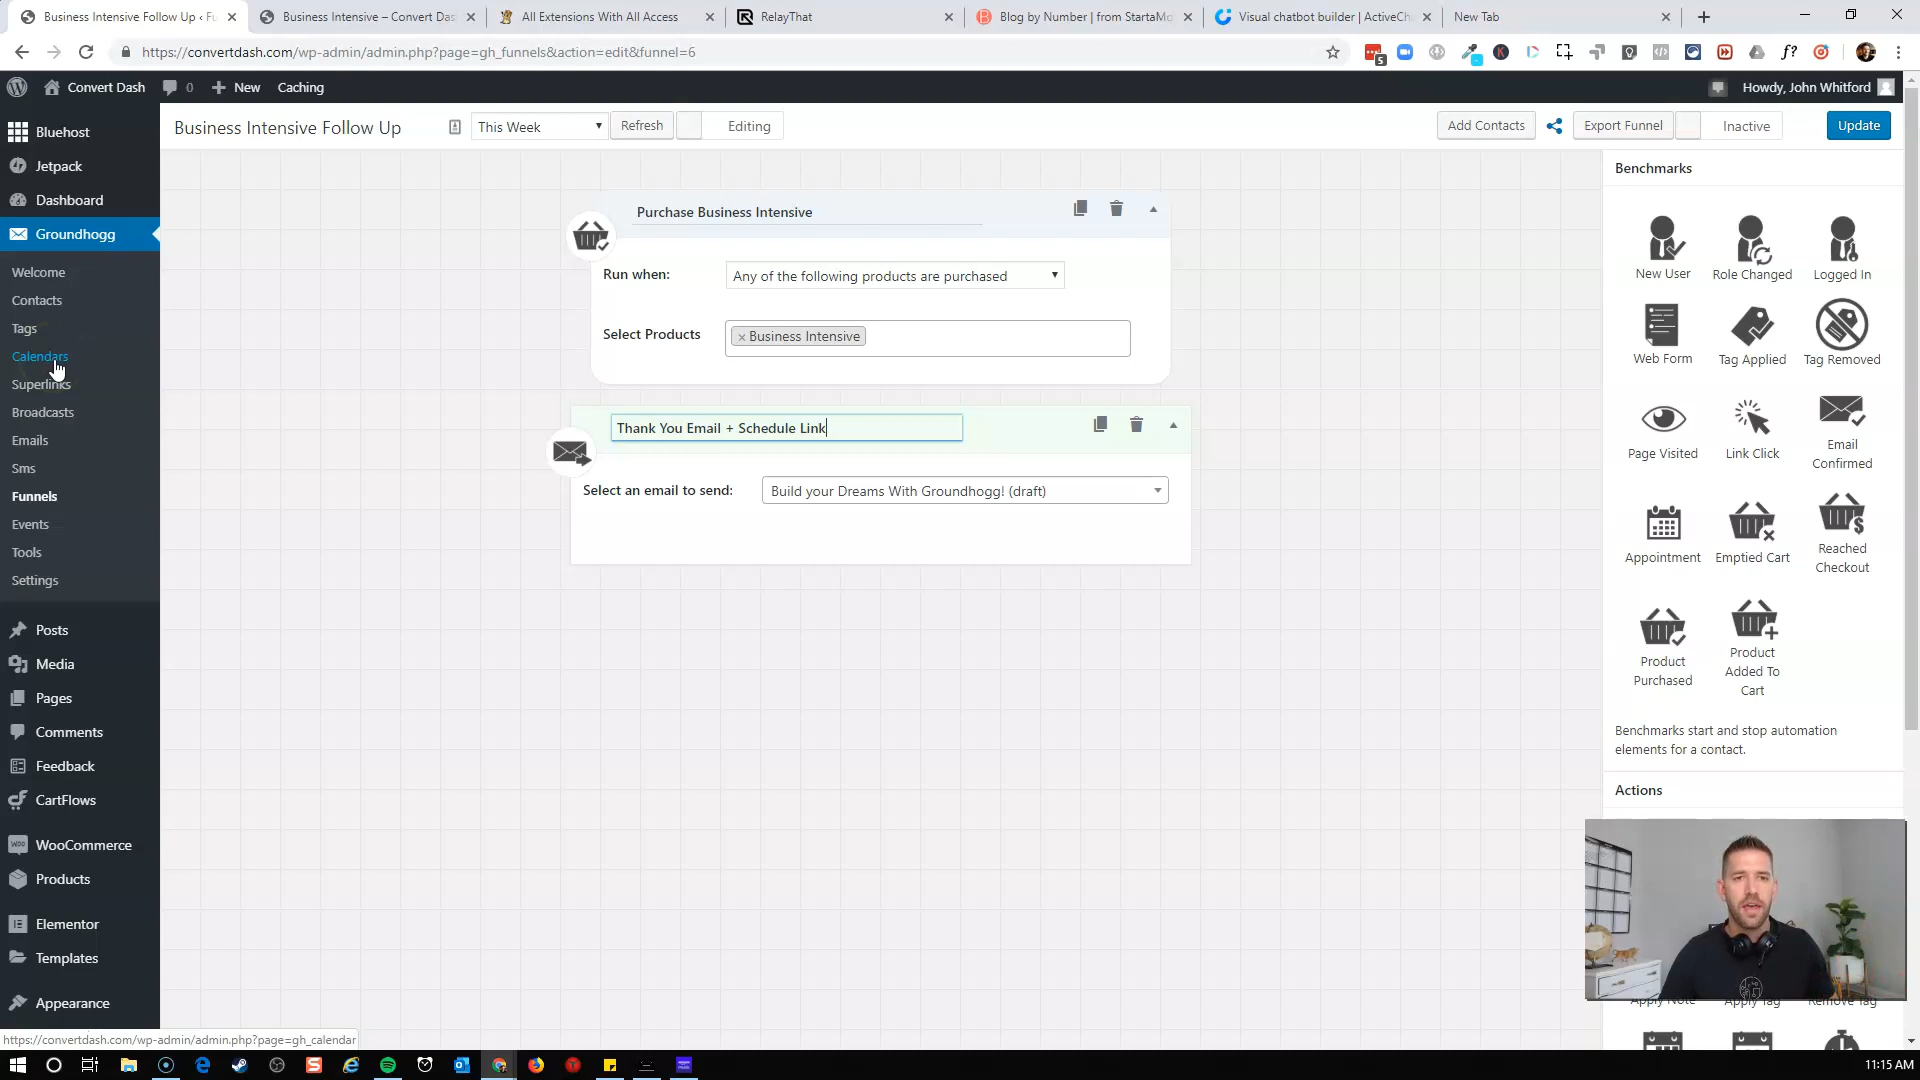 Business Intensive Follow Up ‹ Fu
Business Intensive – Convert Das
All Extensions With All Access
RelayThat
Blog by Number | from StartaMo
Visual chatbot builder | ActiveCha
New Tab
https://convertdash.com/wp-admin/admin.php?page=gh_funnels&action=edit&funnel=6
5
f?
Convert Dash
0
New
Caching
Howdy, John Whitford
Bluehost
Jetpack
Dashboard
Groundhogg
Welcome
Contacts
Tags
Calendars
Superlinks
Broadcasts
Emails
Sms
Funnels
Events
Tools
Settings
Posts
Media
Pages
Comments
Feedback
CartFlows
WooCommerce
Products
Elementor
Templates
Appearance
https://convertdash.com/wp-admin/admin.php?page=gh_calendar
Business Intensive Follow Up
This Week
Refresh
Editing
Add Contacts
Export Funnel
Inactive
Update
Purchase Business Intensive
Run when:
Any of the following products are purchased
Select Products
× Business Intensive
Thank You Email + Schedule Link
Select an email to send:
Build your Dreams With Groundhogg! (draft)
Benchmarks
New User
Role Changed
Logged In
Web Form
Tag Applied
Tag Removed
Page Visited
Link Click
Email Confirmed
Appointment
Emptied Cart
Reached Checkout
Product Purchased
Product Added To Cart
Benchmarks start and stop automation
elements for a contact.
Actions
Apply Note
Apply Tag
Remove Tag
11:15 AM